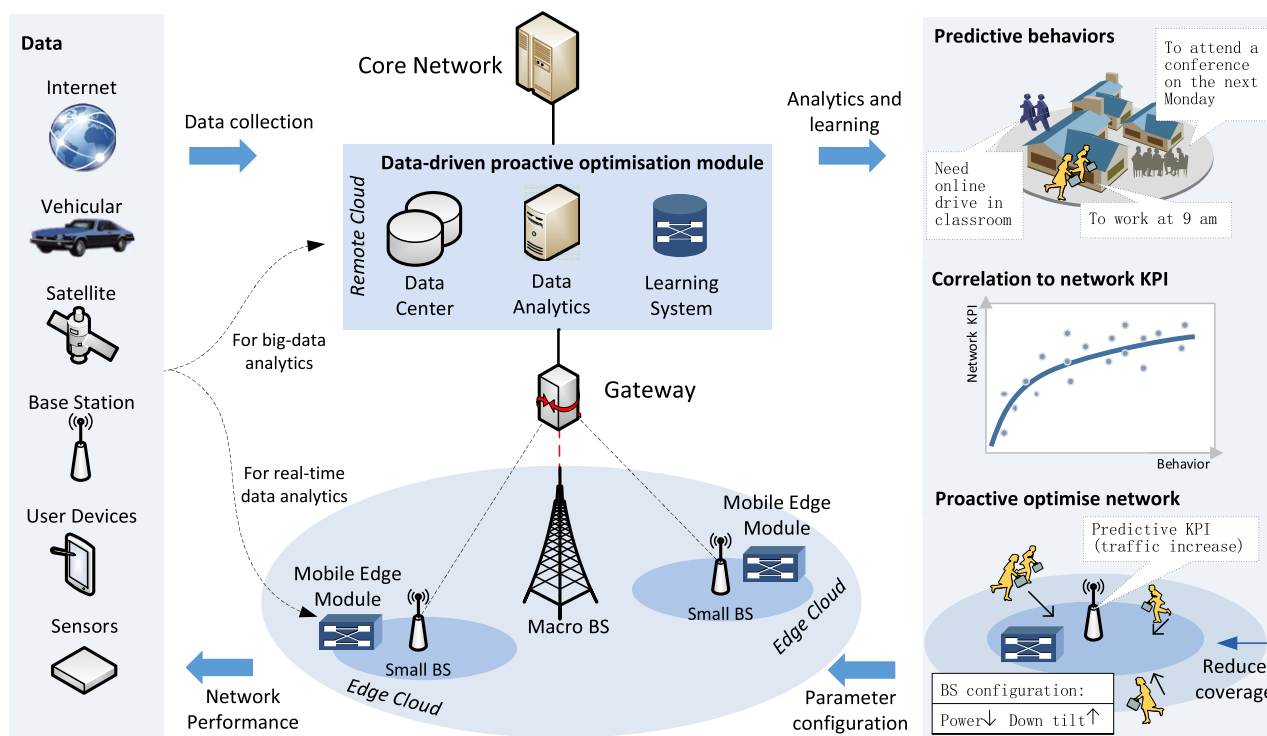 Data
Internet
Vehicular
Satellite
Base Station
User Devices
Sensors
Data collection
Core Network
Analytics and
learning
Data-driven proactive optimisation module
Remote Cloud
Data
Center
Data
Analytics
Learning
System
For big-data
analytics
For real-time
data analytics
Gateway
Mobile Edge
Module
Mobile Edge
Module
Small BS
Macro BS
Small BS
Edge Cloud
Edge Cloud
Network
Performance
Parameter
configuration
Predictive behaviors
To attend a
conference
on the next
Monday
Need
online
drive in
classroom
To work at 9 am
Correlation to network KPI
Network KPI
Behavior
Proactive optimise network
Predictive KPI
(traffic increase)
Reduce
coverage
BS configuration:
Power↓ Down tilt↑